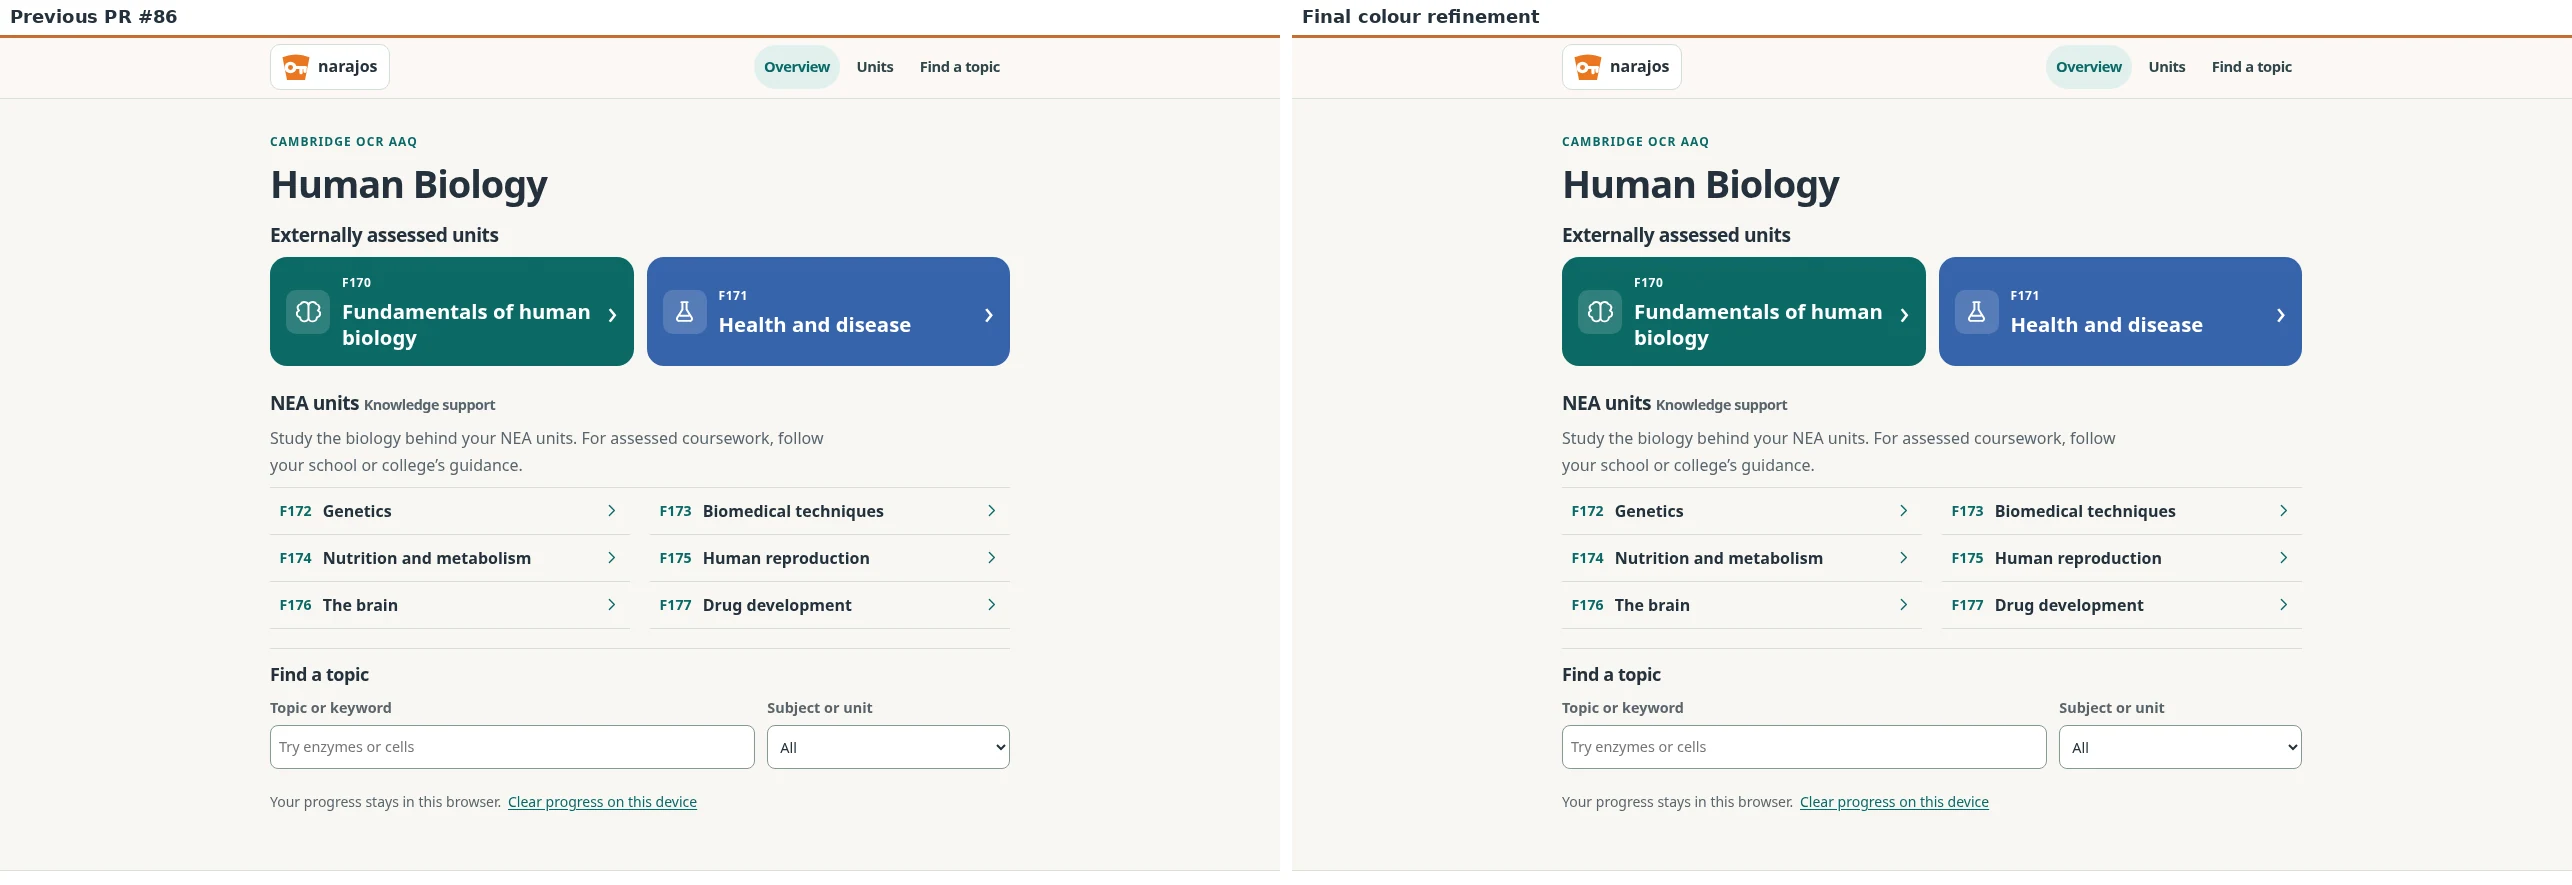 Previous PR #86
narajos
Overview
Units
Find a topic
CAMBRIDGE OCR AAQ
Human Biology
Externally assessed units
F170
Fundamentals of human
biology
F171
Health and disease
NEA units Knowledge support
Study the biology behind your NEA units. For assessed coursework, follow
your school or college’s guidance.
F172 Genetics
F173 Biomedical techniques
F174 Nutrition and metabolism
F175 Human reproduction
F176 The brain
F177 Drug development
Find a topic
Topic or keyword
Subject or unit
Try enzymes or cells
All
Your progress stays in this browser. Clear progress on this device
Final colour refinement
narajos
Overview
Units
Find a topic
CAMBRIDGE OCR AAQ
Human Biology
Externally assessed units
F170
Fundamentals of human
biology
F171
Health and disease
NEA units Knowledge support
Study the biology behind your NEA units. For assessed coursework, follow
your school or college’s guidance.
F172 Genetics
F173 Biomedical techniques
F174 Nutrition and metabolism
F175 Human reproduction
F176 The brain
F177 Drug development
Find a topic
Topic or keyword
Subject or unit
Try enzymes or cells
All
Your progress stays in this browser. Clear progress on this device